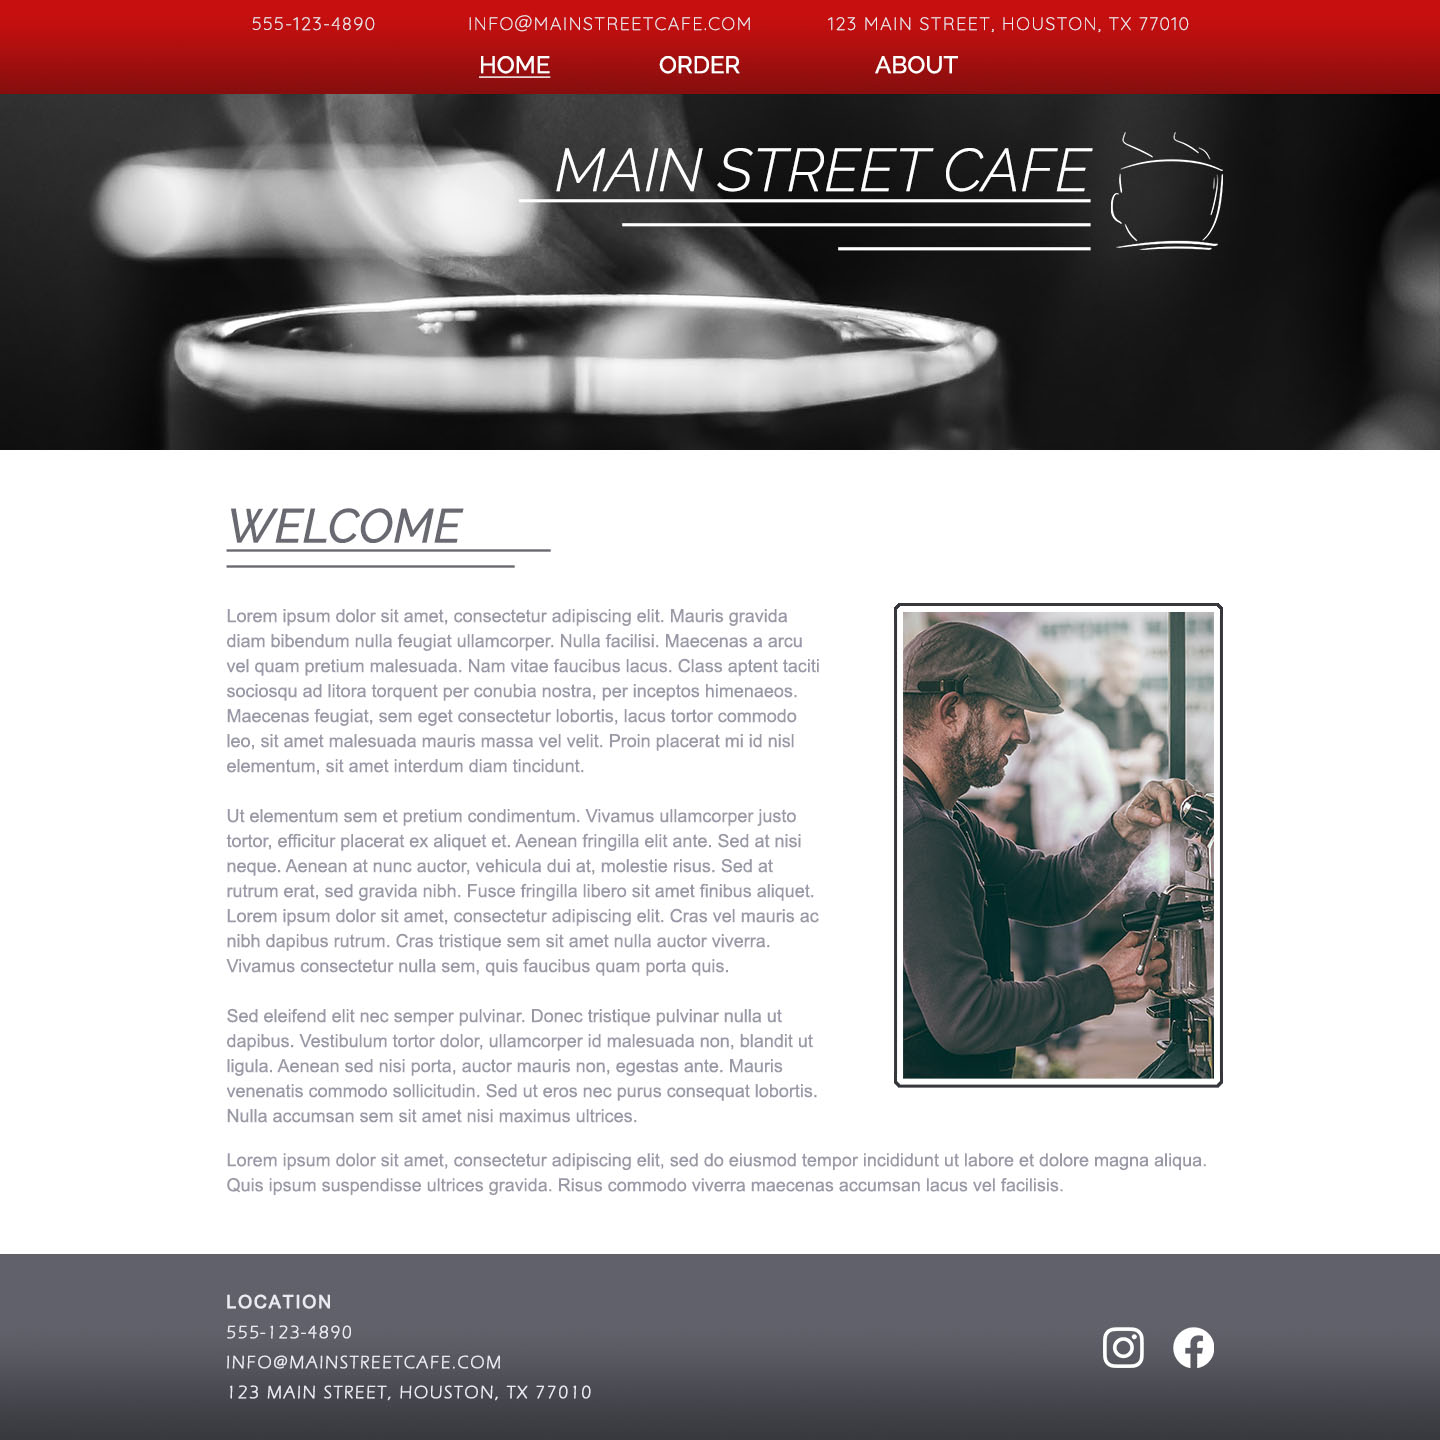 555-123-4890 INFO@MAINSTREETCAFE.COM 123 MAIN STREET, HOUSTON, TX 77010
HOME ORDER ABOUT
MAIN STREET CAFE
WELCOME
Lorem ipsum dolor sit amet, consectetur adipiscing elit. Mauris gravida
diam bibendum nulla feugiat ullamcorper. Nulla facilisi. Maecenas a arcu
vel quam pretium malesuada. Nam vitae faucibus lacus. Class aptent taciti
sociosqu ad litora torquent per conubia nostra, per inceptos himenaeos.
Maecenas feugiat, sem eget consectetur lobortis, lacus tortor commodo
leo, sit amet malesuada mauris massa vel velit. Proin placerat mi id nisl
elementum, sit amet interdum diam tincidunt.
Ut elementum sem et pretium condimentum. Vivamus ullamcorper justo
tortor, efficitur placerat ex aliquet et. Aenean fringilla elit ante. Sed at nisi
neque. Aenean at nunc auctor, vehicula dui at, molestie risus. Sed at
rutrum erat, sed gravida nibh. Fusce fringilla libero sit amet finibus aliquet.
Lorem ipsum dolor sit amet, consectetur adipiscing elit. Cras vel mauris ac
nibh dapibus rutrum. Cras tristique sem sit amet nulla auctor viverra.
Vivamus consectetur nulla sem, quis faucibus quam porta quis.
Sed eleifend elit nec semper pulvinar. Donec tristique pulvinar nulla ut
dapibus. Vestibulum tortor dolor, ullamcorper id malesuada non, blandit ut
ligula. Aenean sed nisi porta, auctor mauris non, egestas ante. Mauris
venenatis commodo sollicitudin. Sed ut eros nec purus consequat lobortis.
Nulla accumsan sem sit amet nisi maximus ultrices.
Lorem ipsum dolor sit amet, consectetur adipiscing elit, sed do eiusmod tempor incididunt ut labore et dolore magna aliqua.
Quis ipsum suspendisse ultrices gravida. Risus commodo viverra maecenas accumsan lacus vel facilisis.
LOCATION
555-123-4890
INFO@MAINSTREETCAFE.COM
123 MAIN STREET, HOUSTON, TX 77010